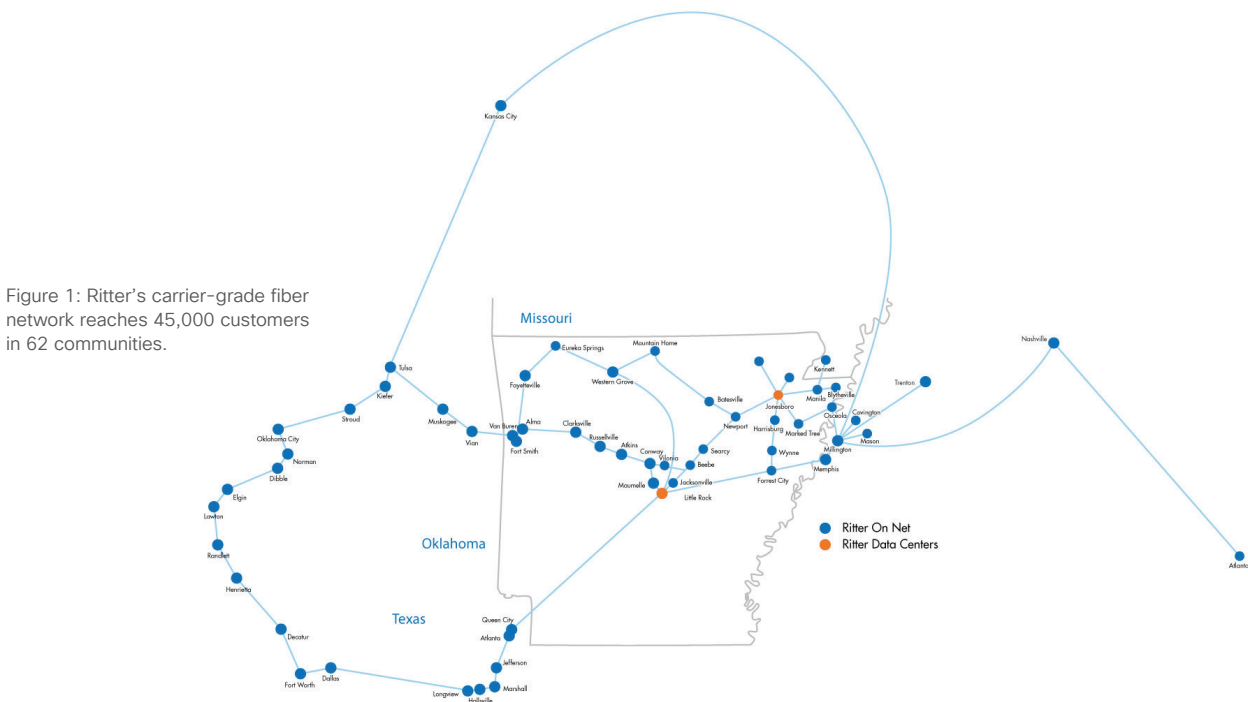 Figure 1: Ritter's carrier-grade fiber
network reaches 45,000 customers
in 62 communities.
Kansas City
Missouri
Eureka Springs
Mountain Home
Western Grove
Kennett
Nashville
Tulsa
Kiefer
Fayetteville
Jonesboro
Manila
Blytheville
Trenton
Stroud
Muskogee
Batesville
Newport
Osceola
Covington
Oklahoma City
Vian
Van Buren
Alma
Fort Smith
Clarksville
Russellville
Atkins
Conway
Vilonia
Searcy
Harrisburg
Marked Tree
Mason
Millington
Norman
Dibble
Maumelle
Beebe
Jacksonville
Wynne
Memphis
Elgin
Little Rock
Forrest City
Lawton
Ritter On Net
Ritter Data Centers
Oklahoma
Randlett
Atlanta
Henrietta
Texas
Queen City
Atlanta
Decatur
Jefferson
Fort Worth
Dallas
Longview
Hallsville
Marshall